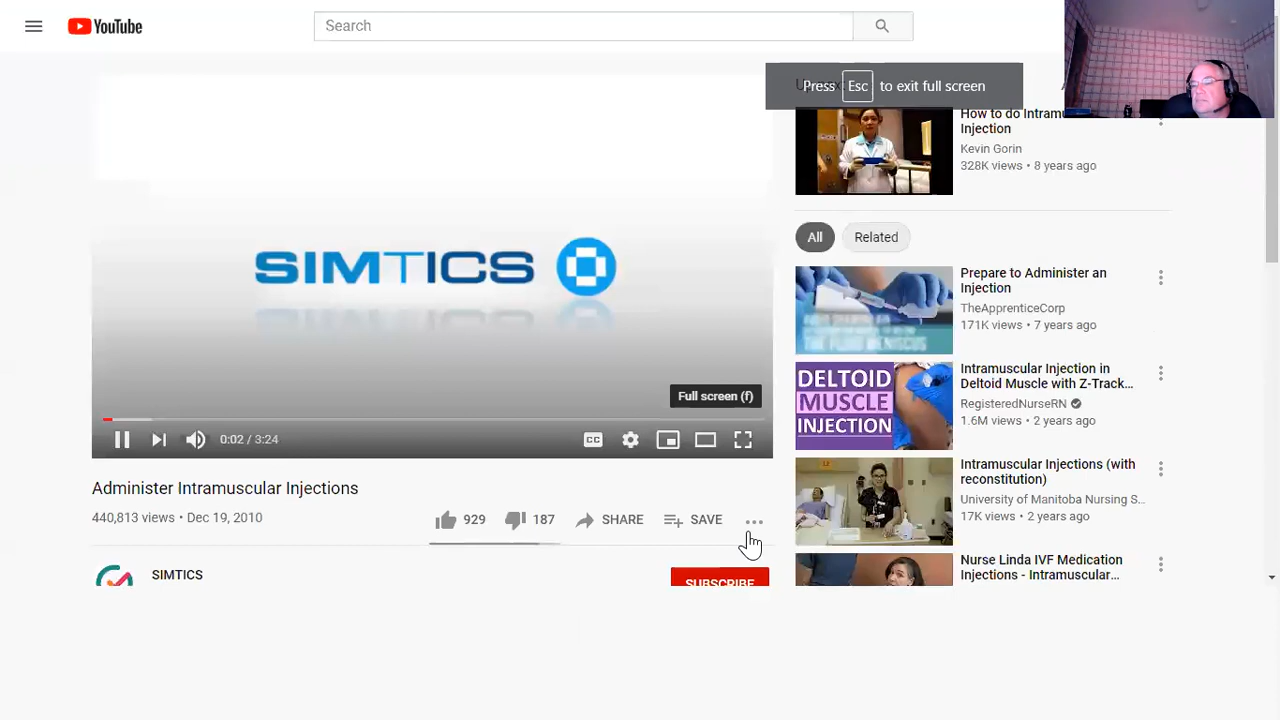 YouTube
Search
Press Esc to exit full screen
SIMTICS
Full screen (f)
0:02 / 3:24
CC
Administer Intramuscular Injections
440,813 views • Dec 19, 2010
929
187
SHARE
SAVE
SIMTICS
SUBSCRIBE
How to do Intram
Injection
Kevin Gorin
328K views • 8 years ago
All
Related
Prepare to Administer an
Injection
TheApprenticeCorp
171K views • 7 years ago
DELTOID
MUSCLE
INJECTION
Intramuscular Injection in
Deltoid Muscle with Z-Track...
RegisteredNurseRN
1.6M views • 2 years ago
Intramuscular Injections (with
reconstitution)
University of Manitoba Nursing S...
17K views • 2 years ago
Nurse Linda IVF Medication
Injections - Intramuscular...